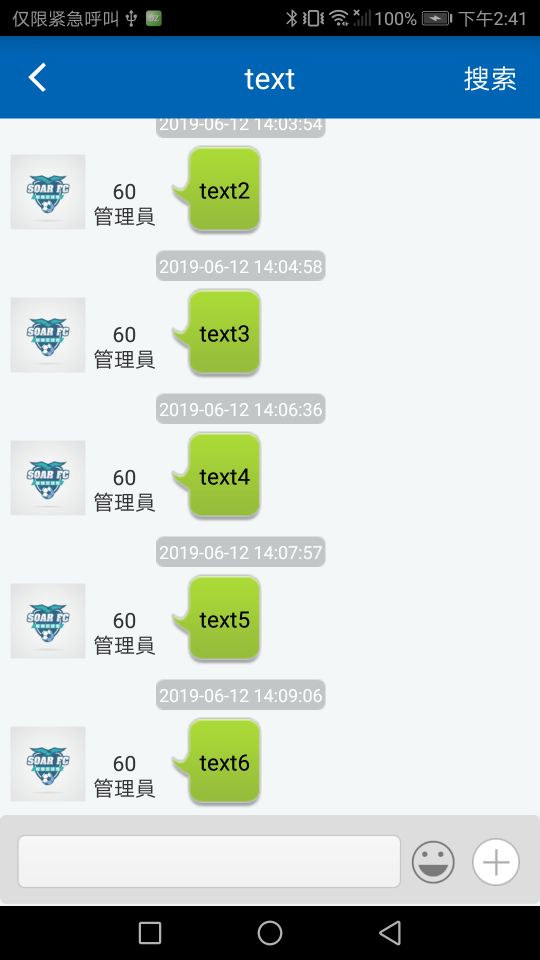 仅限紧急呼叫
100%
下午2:41
text
搜索
2019-06-12 14:03:54
SOAR FC
60
管理員
text2
2019-06-12 14:04:58
SOAR FC
60
管理員
text3
2019-06-12 14:06:36
SOAR FC
60
管理員
text4
2019-06-12 14:07:57
SOAR FC
60
管理員
text5
2019-06-12 14:09:06
SOAR FC
60
管理員
text6